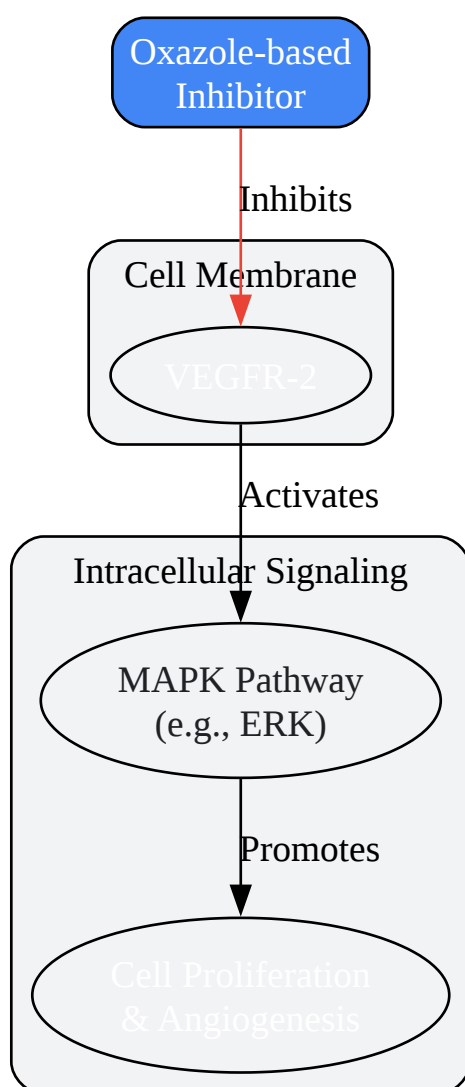 Oxazole-based
Inhibitor
Inhibits
Cell Membrane
VEGFR-2
Activates
Intracellular Signaling
MAPK Pathway
(e.g., ERK)
Promotes
Cell Proliferation
& Angiogenesis